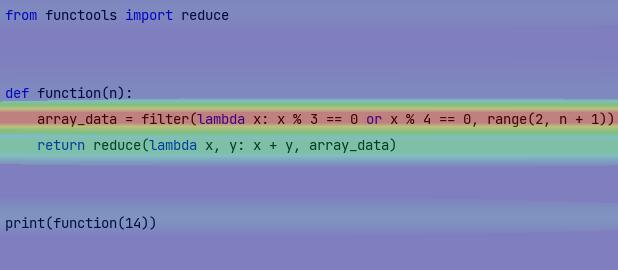 from functools import reduce
def function(n):
    array_data = filter(lambda x: x % 3 == 0 or x % 4 == 0, range(2, n + 1))
    return reduce(lambda x, y: x + y, array_data)
print(function(14))